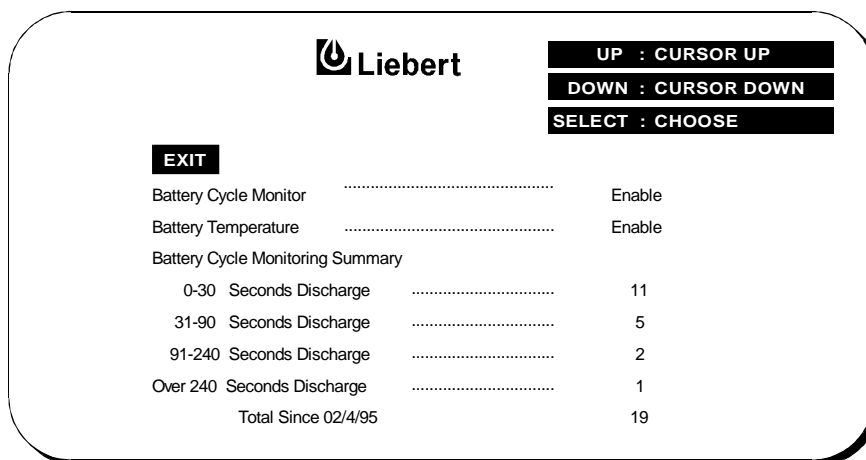 Liebert
UP : CURSOR UP
DOWN : CURSOR DOWN
SELECT : CHOOSE
EXIT
Battery Cycle Monitor ............................................... Enable
Battery Temperature ............................................... Enable
Battery Cycle Monitoring Summary
0-30 Seconds Discharge ................................ 11
31-90 Seconds Discharge ................................ 5
91-240 Seconds Discharge ................................ 2
Over 240 Seconds Discharge ................................ 1
Total Since 02/4/95 19